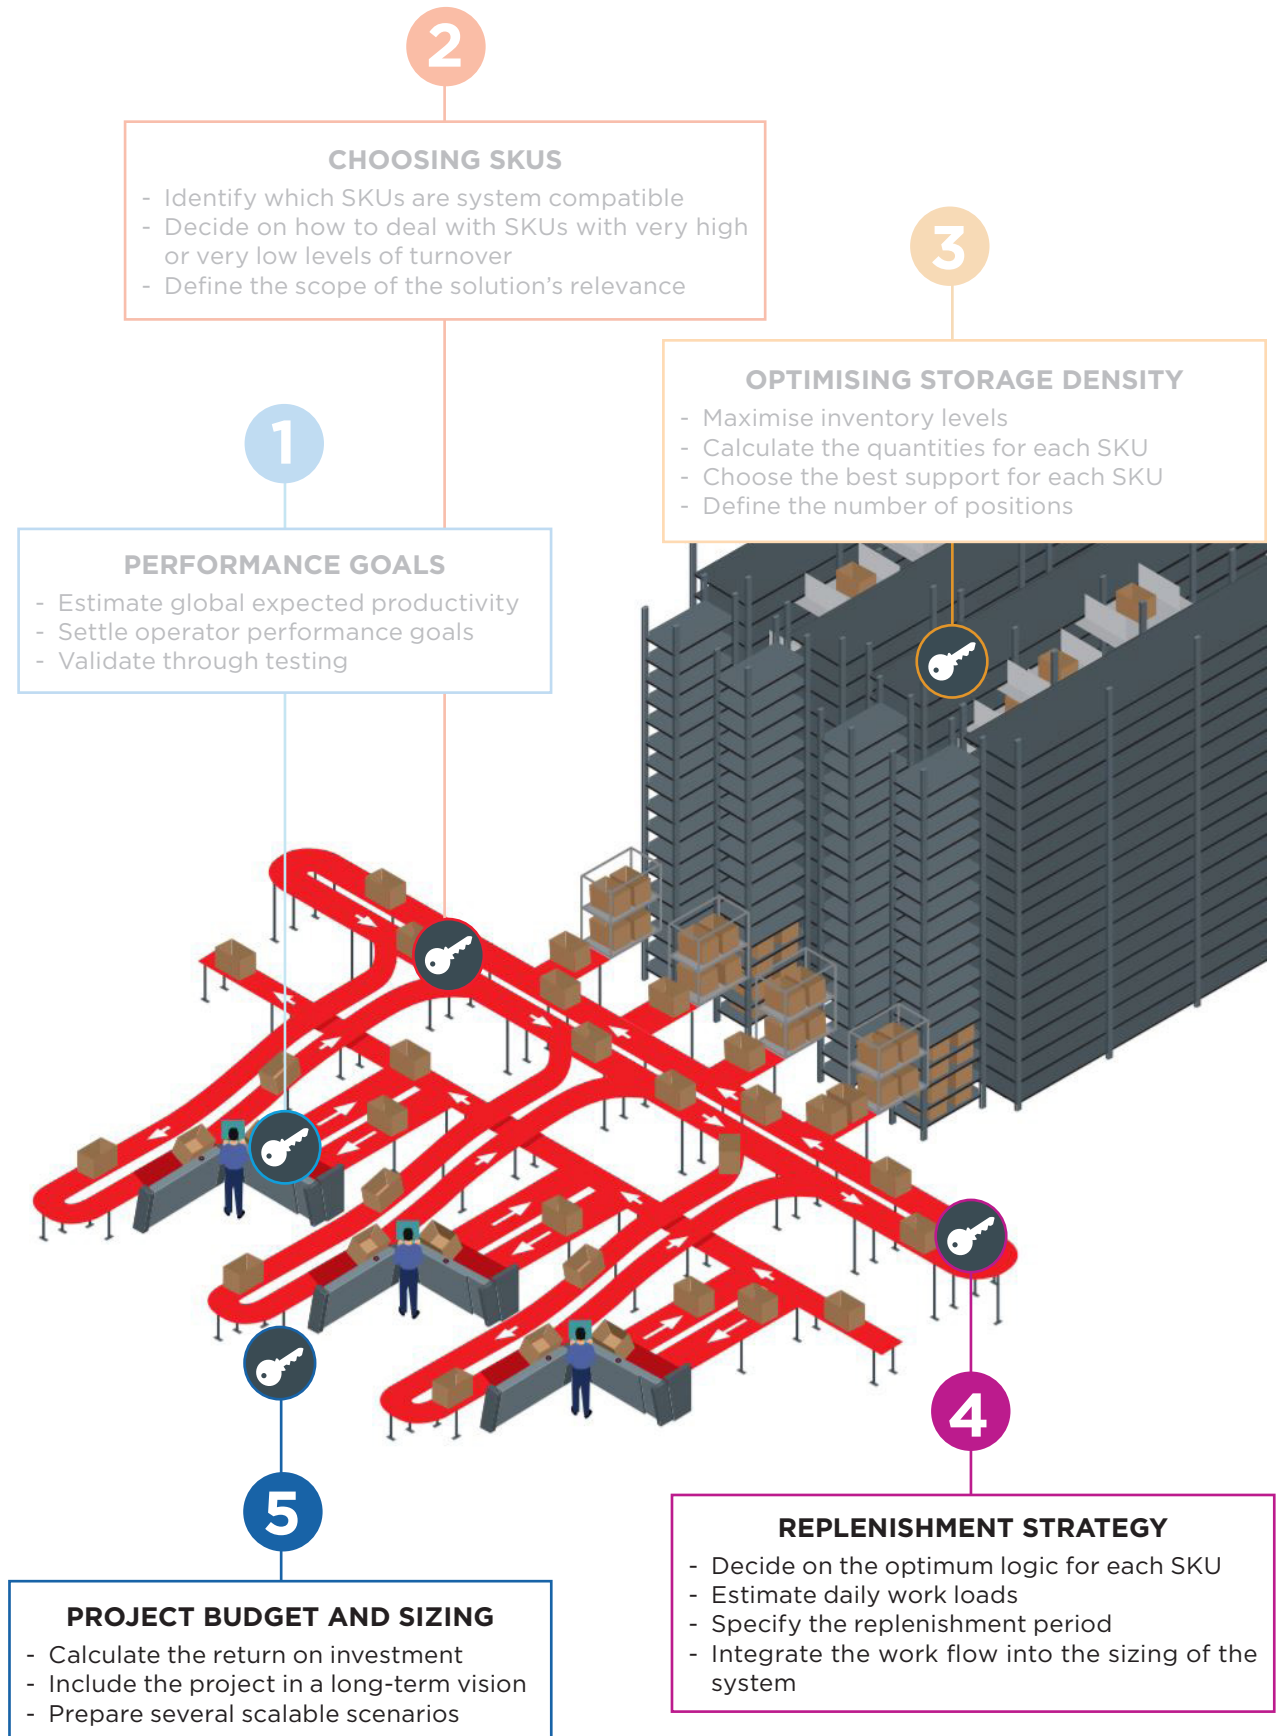 2
CHOOSING SKUS
- Identify which SKUs are system compatible
- Decide on how to deal with SKUs with very high
or very low levels of turnover
- Define the scope of the solution's relevance
3
OPTIMISING STORAGE DENSITY
- Maximise inventory levels
- Calculate the quantities for each SKU
- Choose the best support for each SKU
- Define the number of positions
1
PERFORMANCE GOALS
- Estimate global expected productivity
- Settle operator performance goals
- Validate through testing
4
REPLENISHMENT STRATEGY
- Decide on the optimum logic for each SKU
- Estimate daily work loads
- Specify the replenishment period
- Integrate the work flow into the sizing of the
system
5
PROJECT BUDGET AND SIZING
- Calculate the return on investment
- Include the project in a long-term vision
- Prepare several scalable scenarios